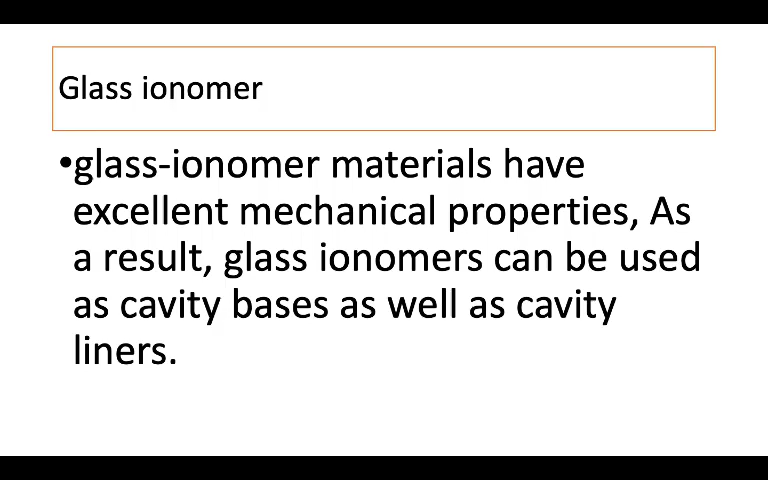 Glass ionomer
•glass-ionomer materials have
excellent mechanical properties, As
a result, glass ionomers can be used
as cavity bases as well as cavity
liners.